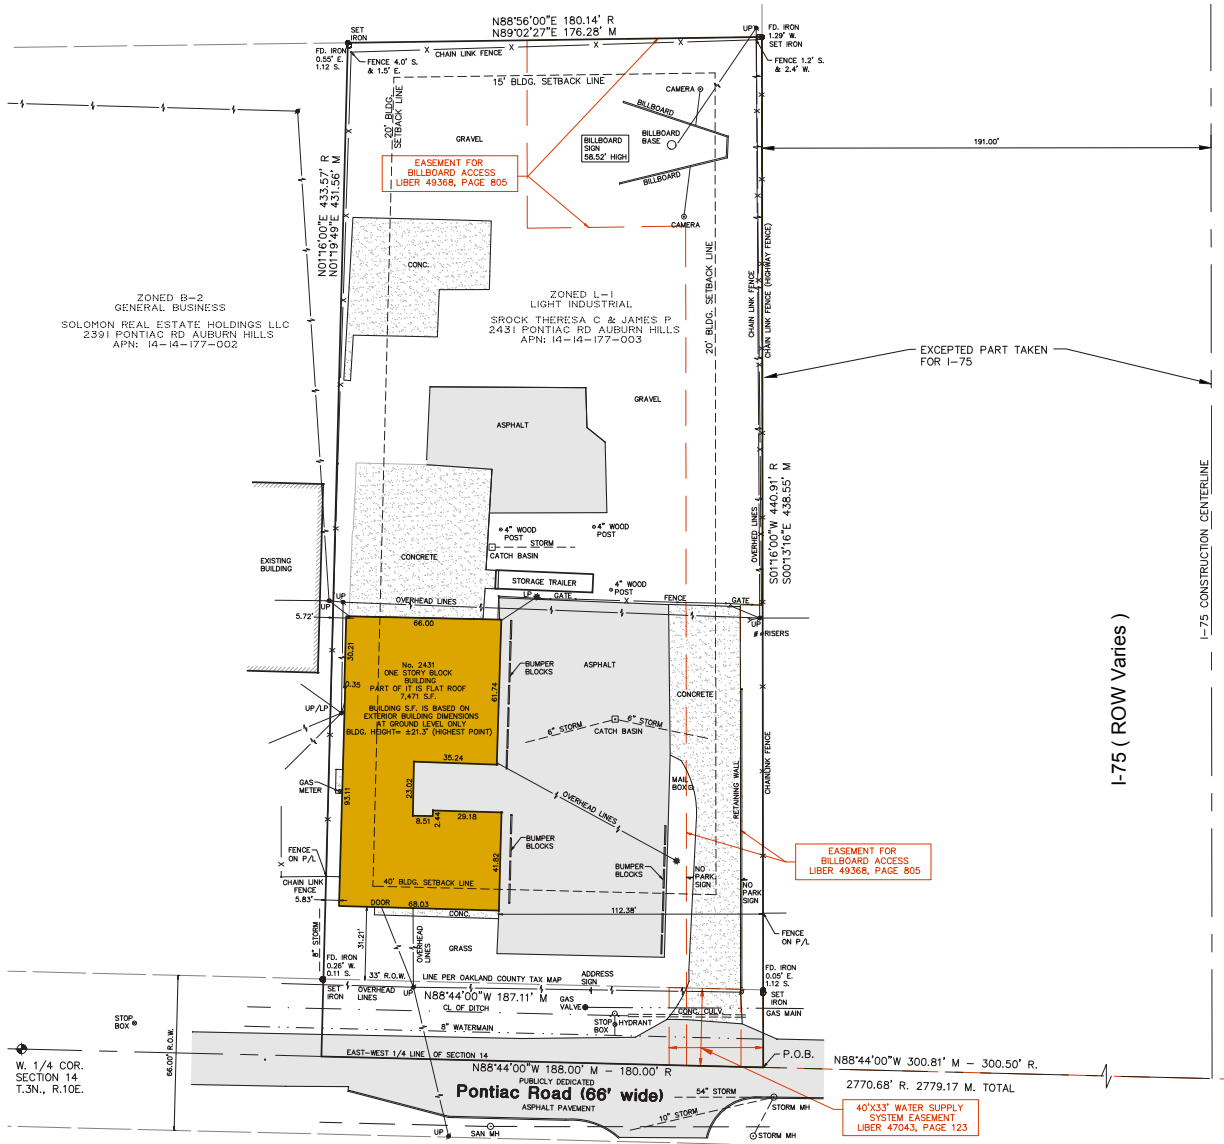 N88°56'00"E 180.14' R
N89°02'27"E 176.28' M
SET
IRON
FD. IRON
0.55' E.
1.12 S.
FENCE 4.0' S.
& 1.5' E.
CHAIN LINK FENCE
UP
FD. IRON
1.29' W.
SET IRON
FENCE 1.2' S.
& 2.4' W.
15' BLDG. SETBACK LINE
20' BLDG.
SETBACK LINE
GRAVEL
CAMERA
BILLBOARD
BILLBOARD
BASE
BILLBOARD
SIGN
58.52' HIGH
BILLBOARD
CAMERA
191.00'
EASEMENT FOR
BILLBOARD ACCESS
LIBER 49368, PAGE 805
N01°16'00"E 433.57' R
N01°19'49"E 431.56' M
CONC.
ZONED B-2
GENERAL BUSINESS
SOLOMON REAL ESTATE HOLDINGS LLC
2391 PONTIAC RD AUBURN HILLS
APN: 14-14-177-002
ZONED L-1
LIGHT INDUSTRIAL
SROCK THERESA C & JAMES P
2431 PONTIAC RD AUBURN HILLS
APN: 14-14-177-003
20' BLDG. SETBACK LINE
CHAIN LINK FENCE
CHAIN LINK FENCE (HIGHWAY FENCE)
EXCEPTED PART TAKEN
FOR I-75
GRAVEL
ASPHALT
S01°16'00"W 440.91' R
S00°13'16"E 438.55' M
OVERHED LINES
I-75 CONSTRUCTION CENTERLINE
I-75 ( ROW Varies )
4" WOOD
POST
4" WOOD
POST
STORM
CATCH BASIN
CONCRETE
EXISTING
BUILDING
STORAGE TRAILER
4" WOOD
POST
OVERHEAD LINES
LP
GATE
FENCE
GATE
UP
UP
UP
RISERS
5.72'
66.00
30.21
No. 2431
ONE STORY BLOCK
BUILDING
PART OF IT IS FLAT ROOF
7,471 S.F.
BUILDING S.F. IS BASED ON
EXTERIOR BUILDING DIMENSIONS
AT GROUND LEVEL ONLY
BLDG. HEIGHT= ±21.3' (HIGHEST POINT)
0.35
61.74
BUMPER
BLOCKS
ASPHALT
CONCRETE
UP/LP
6" STORM
6" STORM
CATCH BASIN
35.24
GAS
METER
93.11
23.02
8.51
2.44
29.18
41.82
OVERHEAD LINES
MAIL
BOX
RETAINING WALL
CHAINLINK FENCE
BUMPER
BLOCKS
BUMPER
BLOCKS
NO
PARK
SIGN
NO
PARK
SIGN
EASEMENT FOR
BILLBOARD ACCESS
LIBER 49368, PAGE 805
FENCE
ON P/L
CHAIN LINK
FENCE
5.83'
40' BLDG. SETBACK LINE
DOOR
68.03
CONC.
112.38'
FENCE
ON P/L
8" STORM
31.21'
OVERHEAD
LINES
GRASS
FD. IRON
0.26' W.
0.11 S.
33' R.O.W.
LINE PER OAKLAND COUNTY TAX MAP
ADDRESS
SIGN
FD. IRON
0.05' E.
1.12 S.
SET
IRON
SET
IRON
OVERHEAD
LINES
UP
N88°44'00"W 187.11' M
GAS
VALVE
CL OF DITCH
CONC. CULV.
GAS MAIN
STOP
BOX
8" WATERMAIN
STOP
BOX
HYDRANT
66.00' R.O.W.
W. 1/4 COR.
SECTION 14
T.3N., R.10E.
EAST-WEST 1/4 LINE OF SECTION 14
P.O.B.
N88°44'00"W 188.00' M - 180.00' R
N88°44'00"W 300.81' M - 300.50' R
PUBLICLY DEDICATED
Pontiac Road (66' wide)
ASPHALT PAVEMENT
2770.68' R. 2779.17 M. TOTAL
54" STORM
10" STORM
STORM MH
40'X33' WATER SUPPLY
SYSTEM EASEMENT
LIBER 47043, PAGE 123
UP
SAN MH
STORM MH